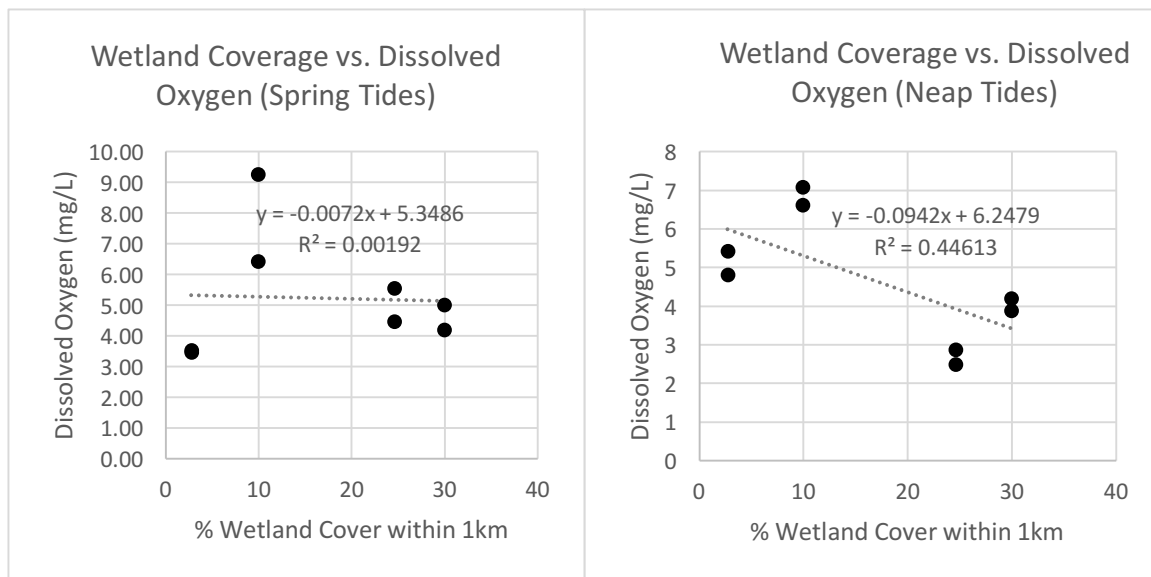 Wetland Coverage vs. Dissolved
Oxygen (Spring Tides)
10.00
9.00
8.00
7.00
6.00
5.00
4.00
3.00
2.00
1.00
0.00
Dissolved Oxygen (mg/L)
y = -0.0072x + 5.3486
R² = 0.00192
0 10 20 30 40
% Wetland Cover within 1km
Wetland Coverage vs. Dissolved
Oxygen (Neap Tides)
8
7
6
5
4
3
2
1
0
Dissolved Oxygen (mg/L)
y = -0.0942x + 6.2479
R² = 0.44613
0 10 20 30 40
% Wetland Cover within 1km